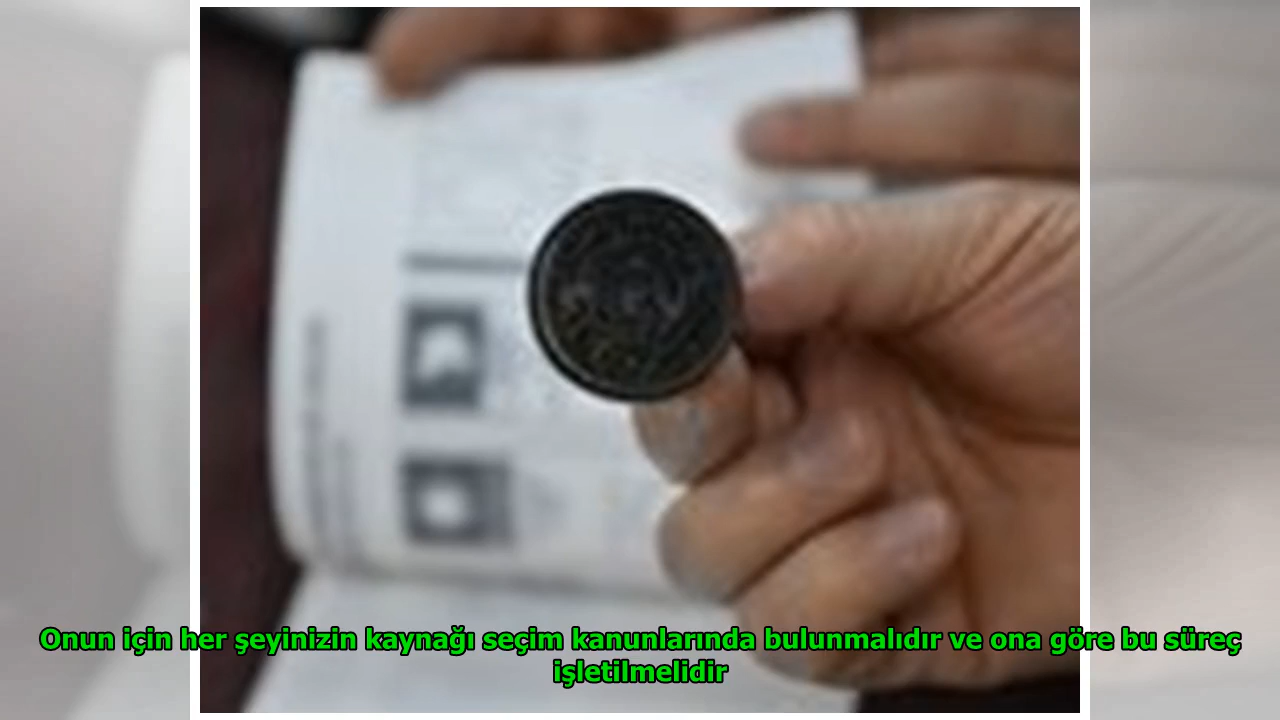 Onun için her şeyinizin kaynağı seçim kanunlarında bulunmalıdır ve ona göre bu süreç
işletilmelidir